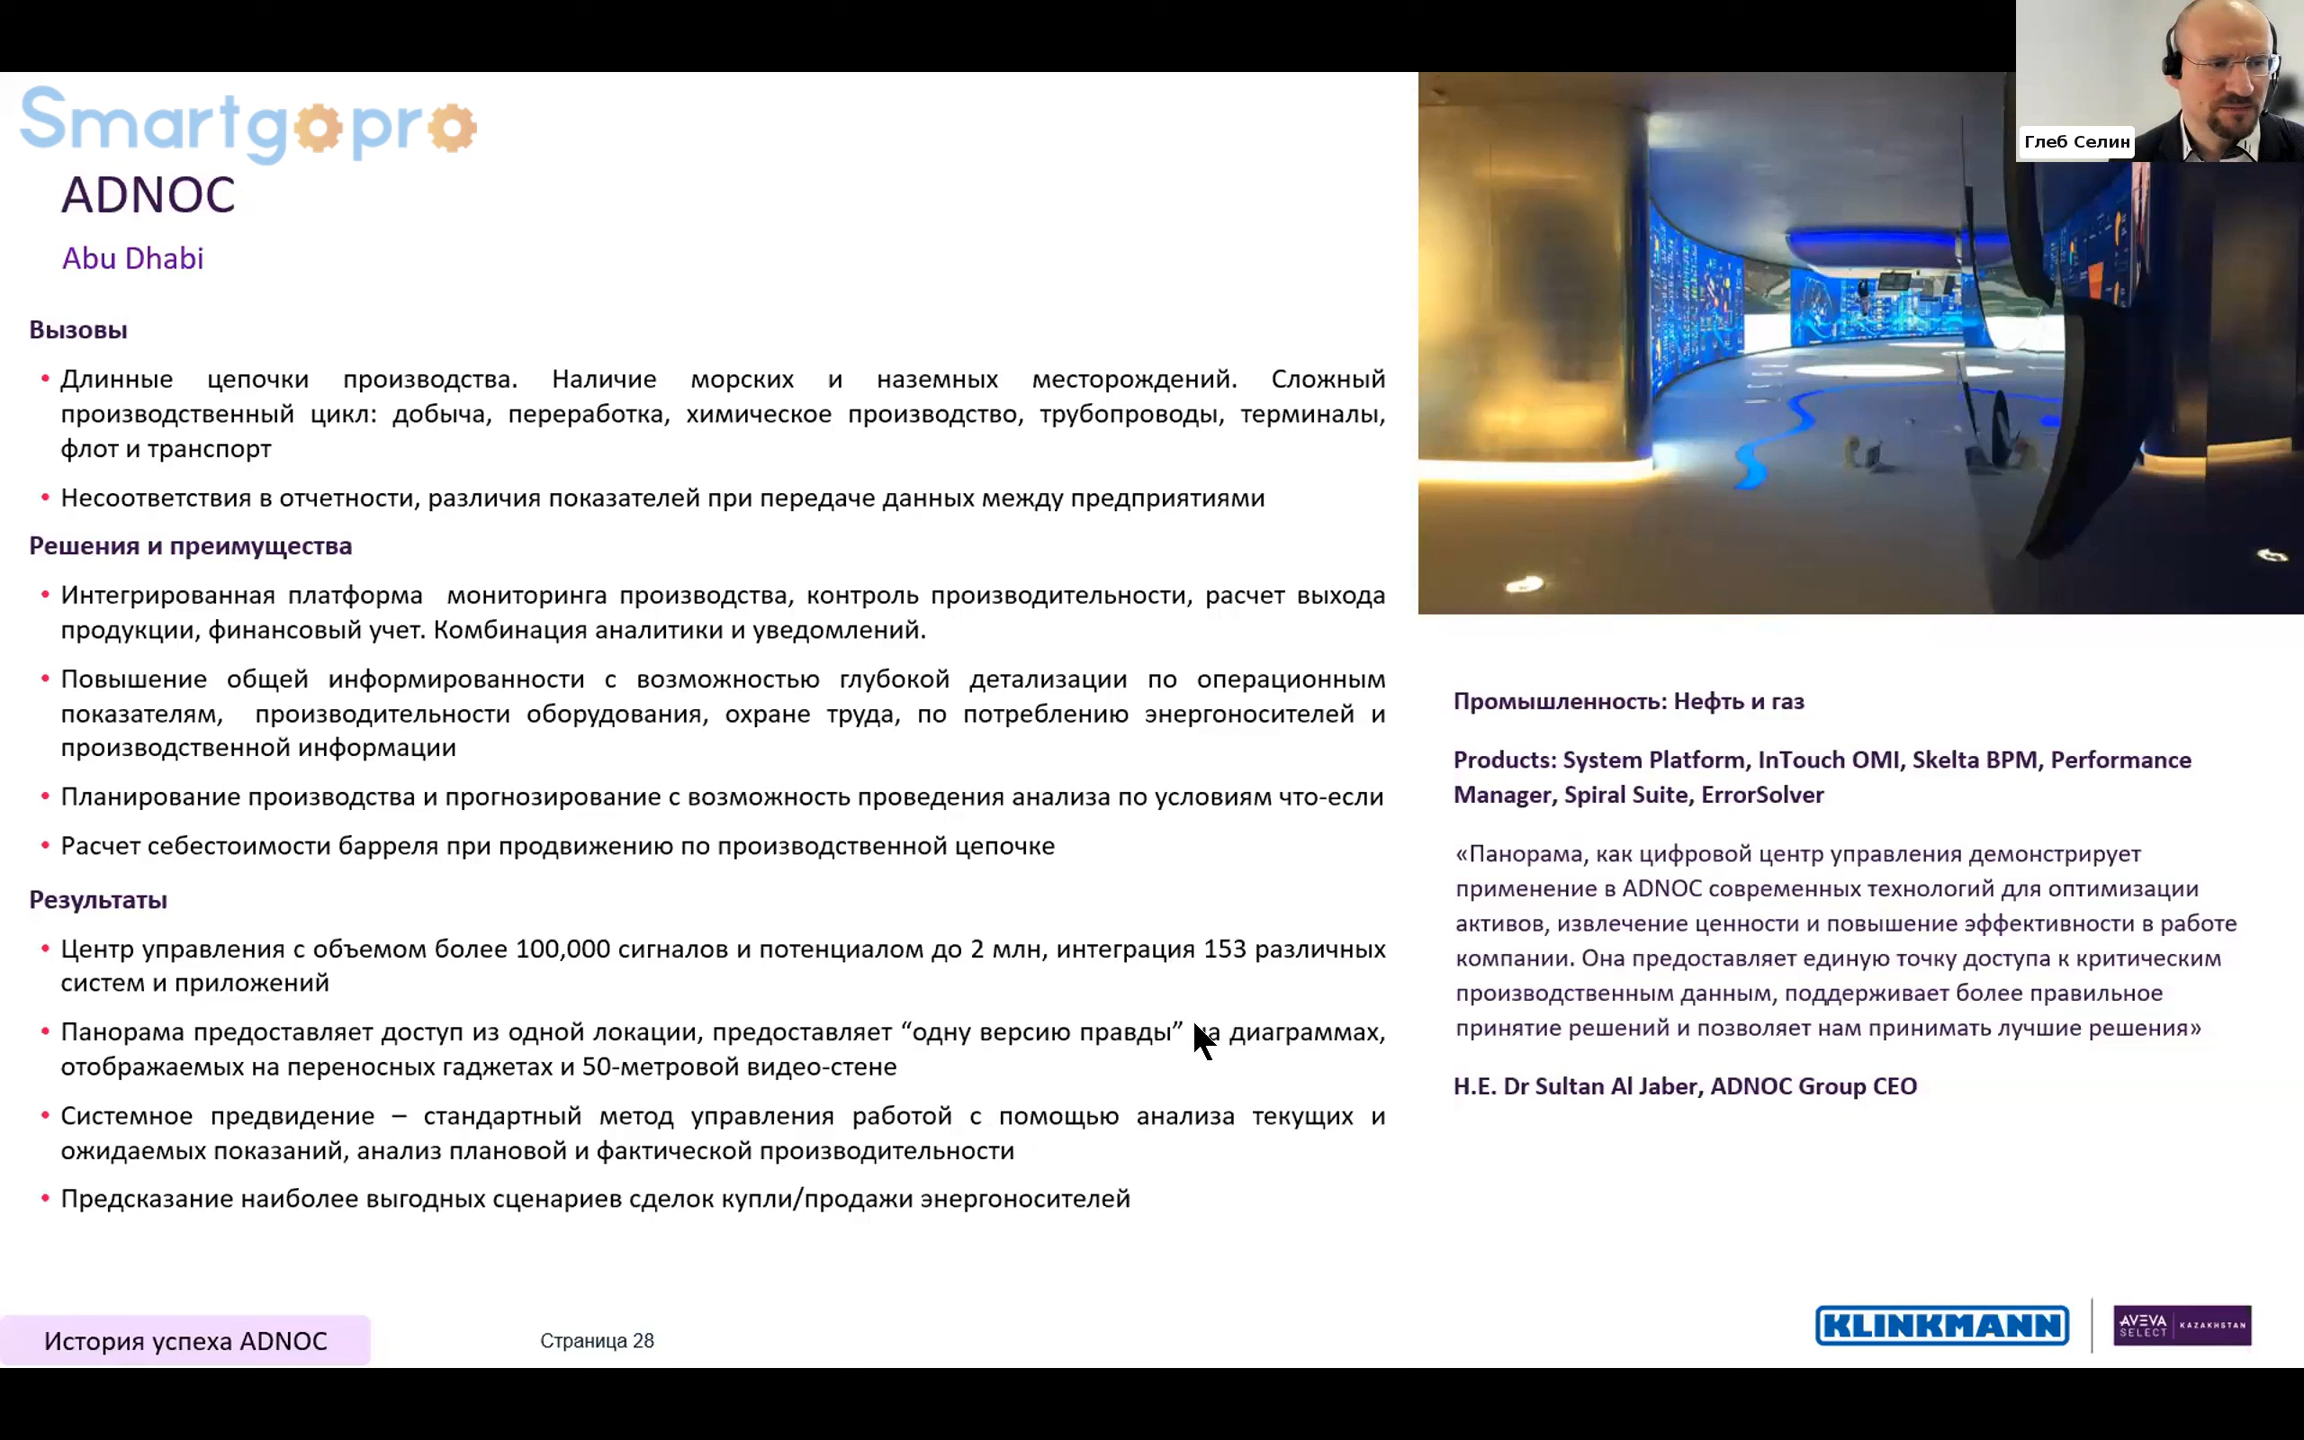 Smartgopro
Глеб Селин
ADNOC
Abu Dhabi
Вызовы
• Длинные цепочки производства. Наличие морских и наземных месторождений. Сложный
производственный цикл: добыча, переработка, химическое производство, трубопроводы, терминалы,
флот и транспорт
• Несоответствия в отчетности, различия показателей при передаче данных между предприятиями
Решения и преимущества
• Интегрированная платформа мониторинга производства, контроль производительности, расчет выхода
продукции, финансовый учет. Комбинация аналитики и уведомлений.
• Повышение общей информированности с возможностью глубокой детализации по операционным
показателям, производительности оборудования, охране труда, по потреблению энергоносителей и
производственной информации
• Планирование производства и прогнозирование с возможность проведения анализа по условиям что-если
• Расчет себестоимости барреля при продвижению по производственной цепочке
Результаты
• Центр управления с объемом более 100,000 сигналов и потенциалом до 2 млн, интеграция 153 различных
систем и приложений
• Панорама предоставляет доступ из одной локации, предоставляет “одну версию правды” на диаграммах,
отображаемых на переносных гаджетах и 50-метровой видео-стене
• Системное предвидение – стандартный метод управления работой с помощью анализа текущих и
ожидаемых показаний, анализ плановой и фактической производительности
• Предсказание наиболее выгодных сценариев сделок купли/продажи энергоносителей
Промышленность: Нефть и газ
Products: System Platform, InTouch OMI, Skelta BPM, Performance
Manager, Spiral Suite, ErrorSolver
«Панорама, как цифровой центр управления демонстрирует
применение в ADNOC современных технологий для оптимизации
активов, извлечение ценности и повышение эффективности в работе
компании. Она предоставляет единую точку доступа к критическим
производственным данным, поддерживает более правильное
принятие решений и позволяет нам принимать лучшие решения»
H.E. Dr Sultan Al Jaber, ADNOC Group CEO
История успеха ADNOC
Страница 28
KLINKMANN
AVEVA
SELECT
KAZAKHSTAN